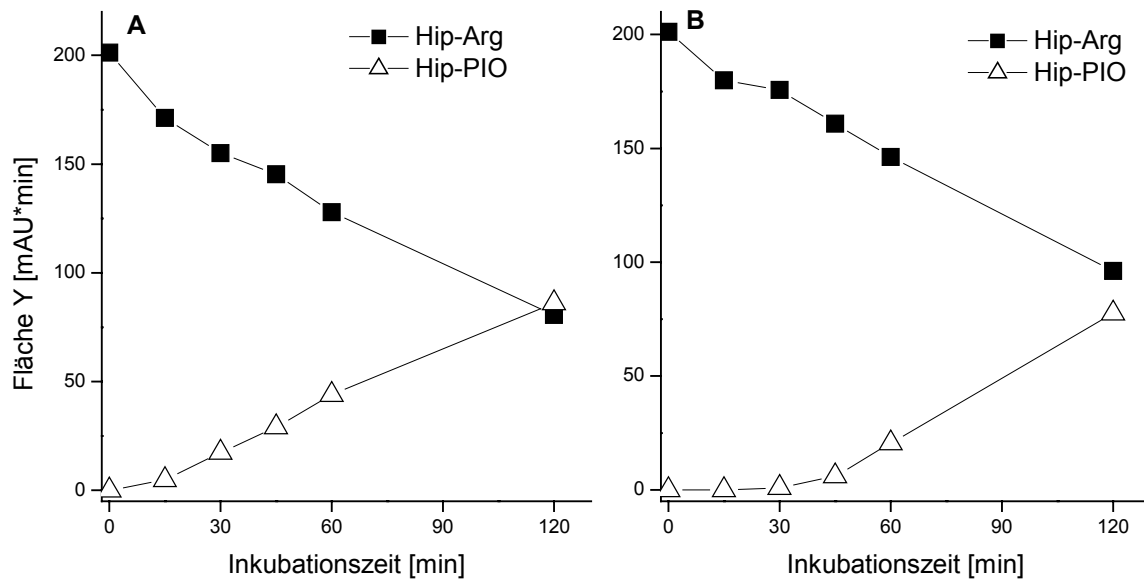 A
Hip-Arg
Hip-PIO
200
150
100
50
0
0 30 60 90 120
Inkubationszeit [min]
Fläche Y [mAU*min]
B
Hip-Arg
Hip-PIO
200
150
100
50
0
0 30 60 90 120
Inkubationszeit [min]